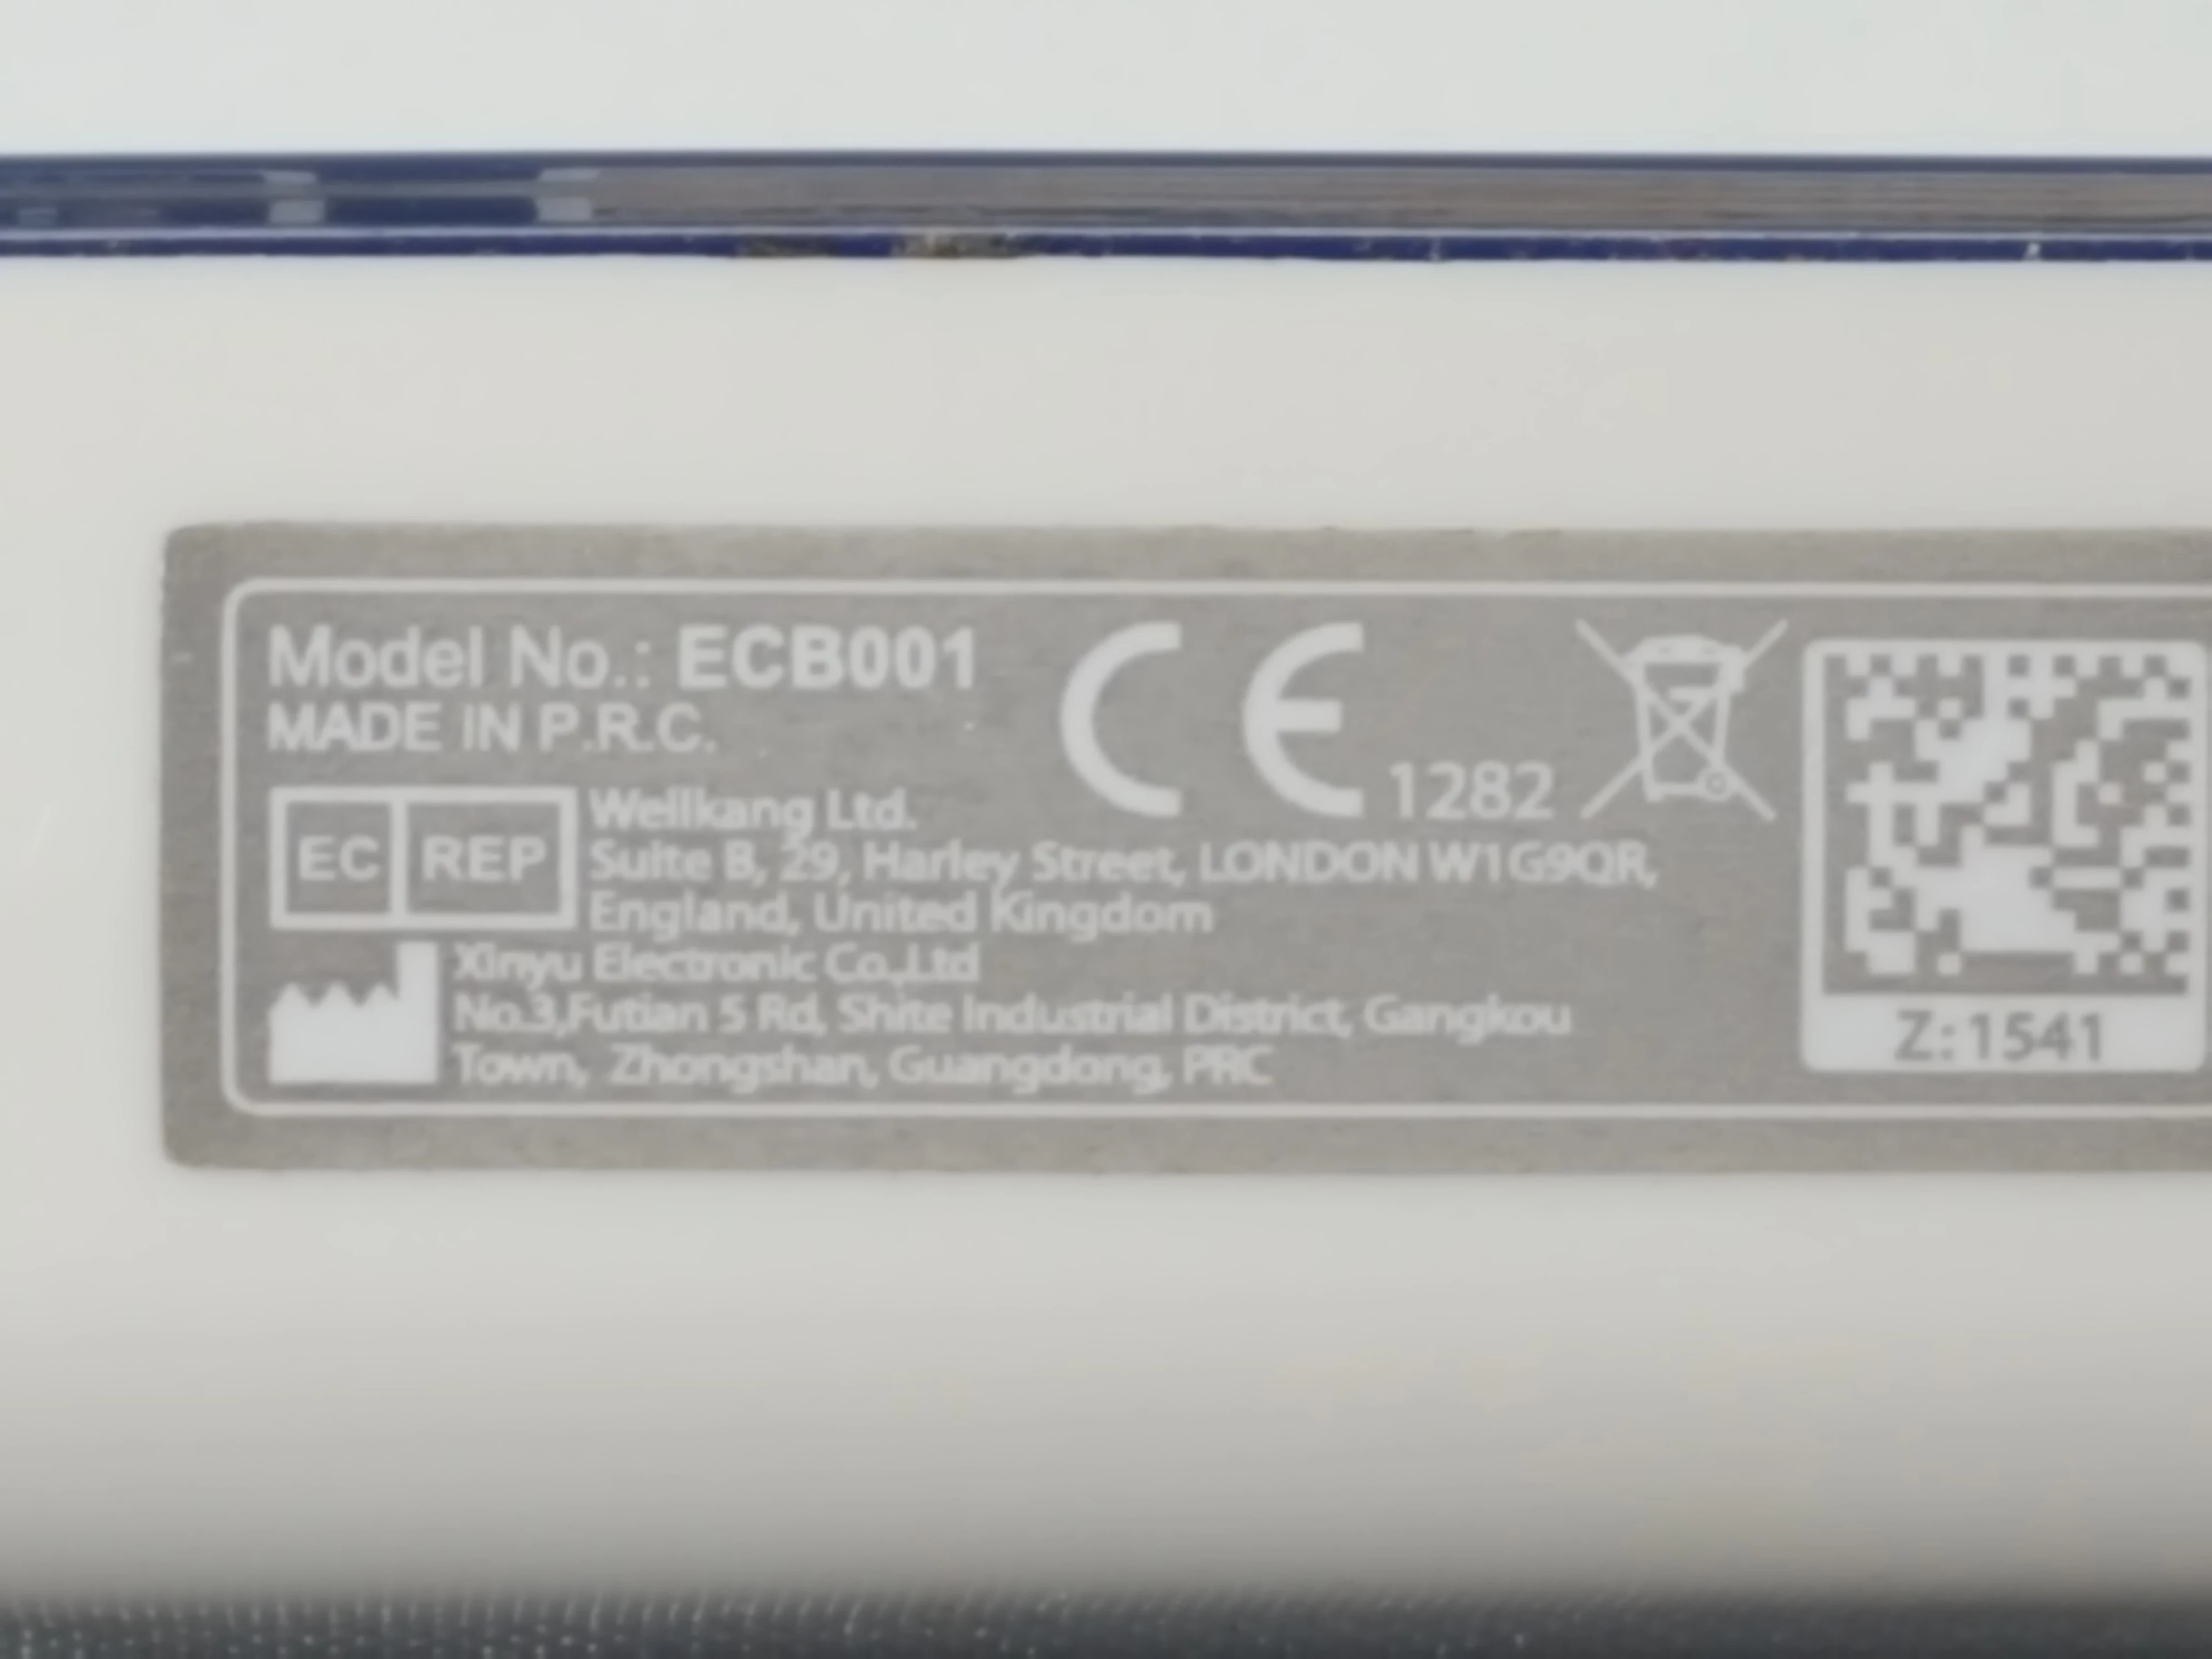 Model No.: ECB001
MADE IN P.R.C.
CE 1282
EC REP
Wellkang Ltd.
Suite B, 29, Harley Street, LONDON W1G9QR,
England, United Kingdom
Xinyu Electronic Co.,Ltd
No.3,Futian 5 Rd, Shite Industrial District, Gangkou
Town, Zhongshan, Guangdong, PRC
Z:1541